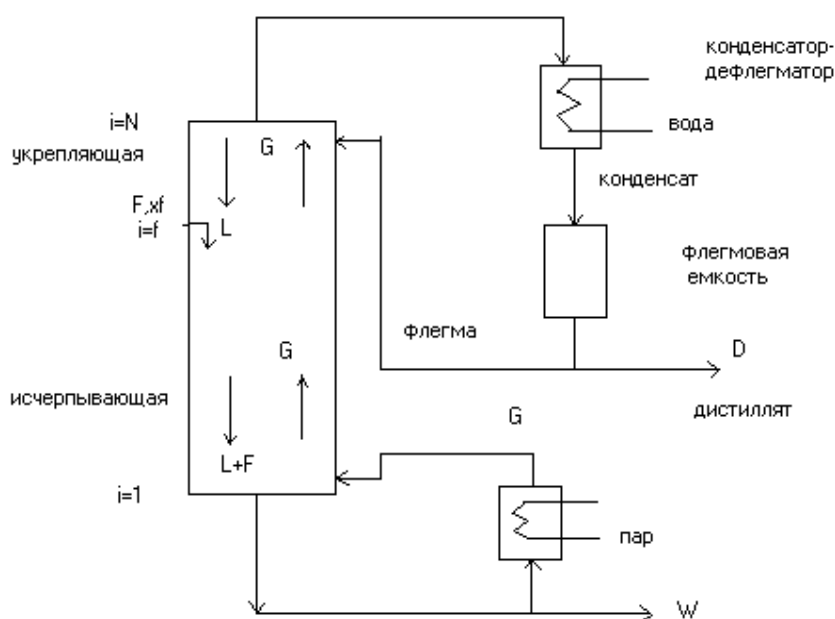 конденсатор-
дефлегматор
i=N
укрепляющая
G
вода
конденсат
F,xf
i=f
L
флегмовая
емкость
флегма
G
D
исчерпывающая
дистиллят
G
L+F
i=1
пар
W